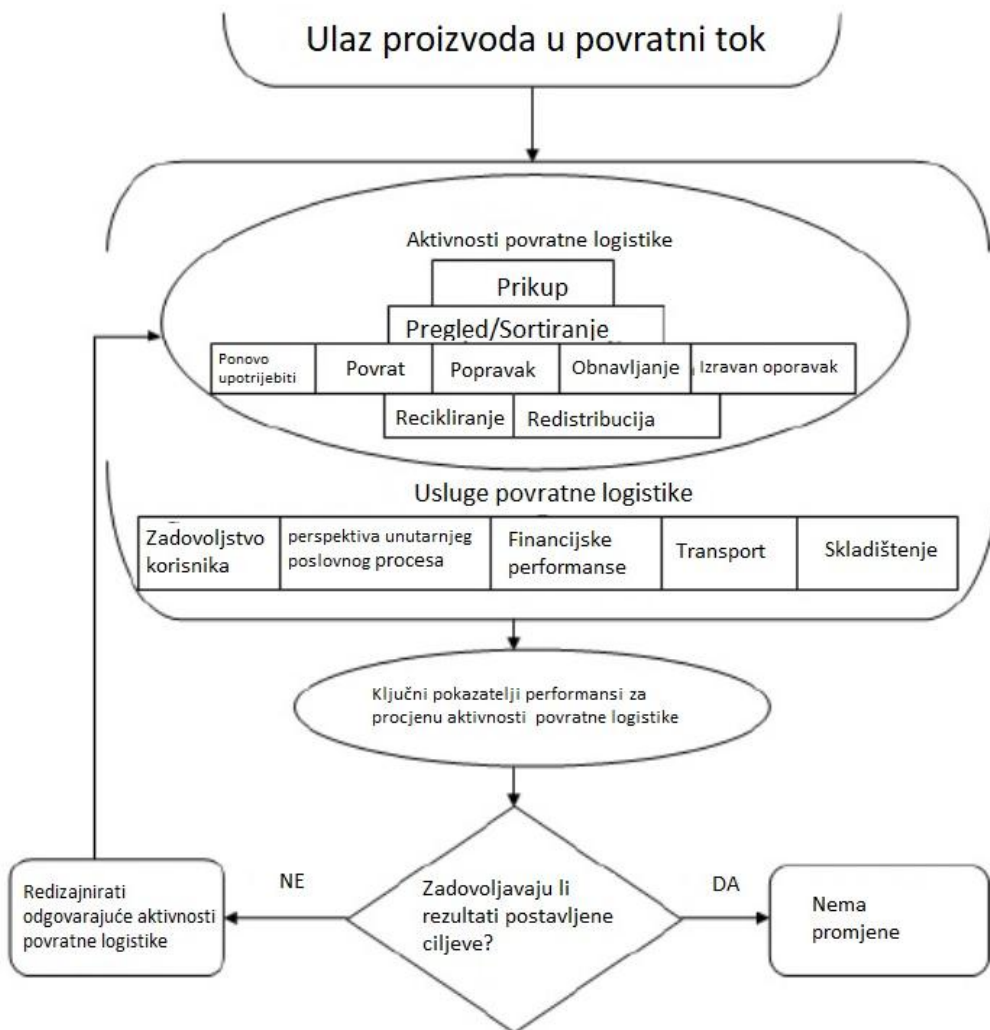 Ulaz proizvoda u povratni tok
Aktivnosti povratne logistike
Prikup
Pregled/Sortiranje
Ponovo
upotrijebiti
Povrat
Popravak
Obnavljanje
Izravan oporavak
Recikliranje
Redistribucija
Usluge povratne logistike
Zadovoljstvo
korisnika
perspektiva unutarnjeg
poslovnog procesa
Financijske
performanse
Transport
Skladištenje
Ključni pokazatelji performansi za
procjenu aktivnosti povratne logistike
NE
Zadovoljavaju li
rezultati postavljene
ciljeve?
DA
Redizajnirati
odgovarajuće aktivnosti
povratne logistike
Nema
promjene